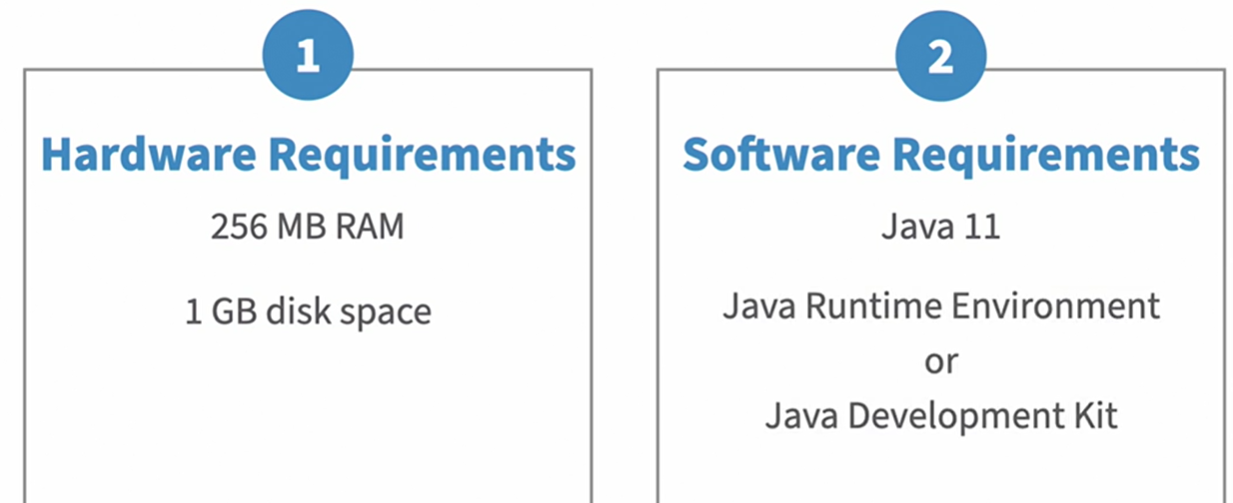 1
Hardware Requirements
256 MB RAM
1 GB disk space
2
Software Requirements
Java 11
Java Runtime Environment
or
Java Development Kit